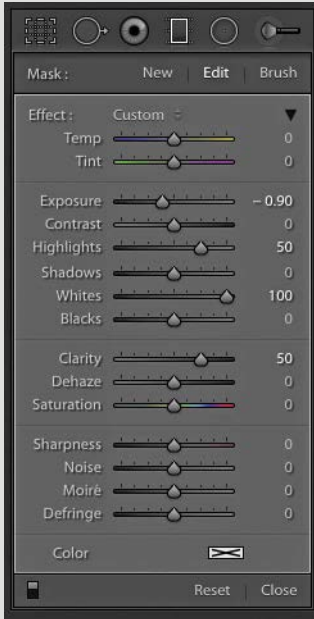 Mask : New Edit Brush
Effect : Custom
Temp 0
Tint 0
Exposure – 0.90
Contrast 0
Highlights 50
Shadows 0
Whites 100
Blacks 0
Clarity 50
Dehaze 0
Saturation 0
Sharpness 0
Noise 0
Moiré 0
Defringe 0
Color
Reset Close